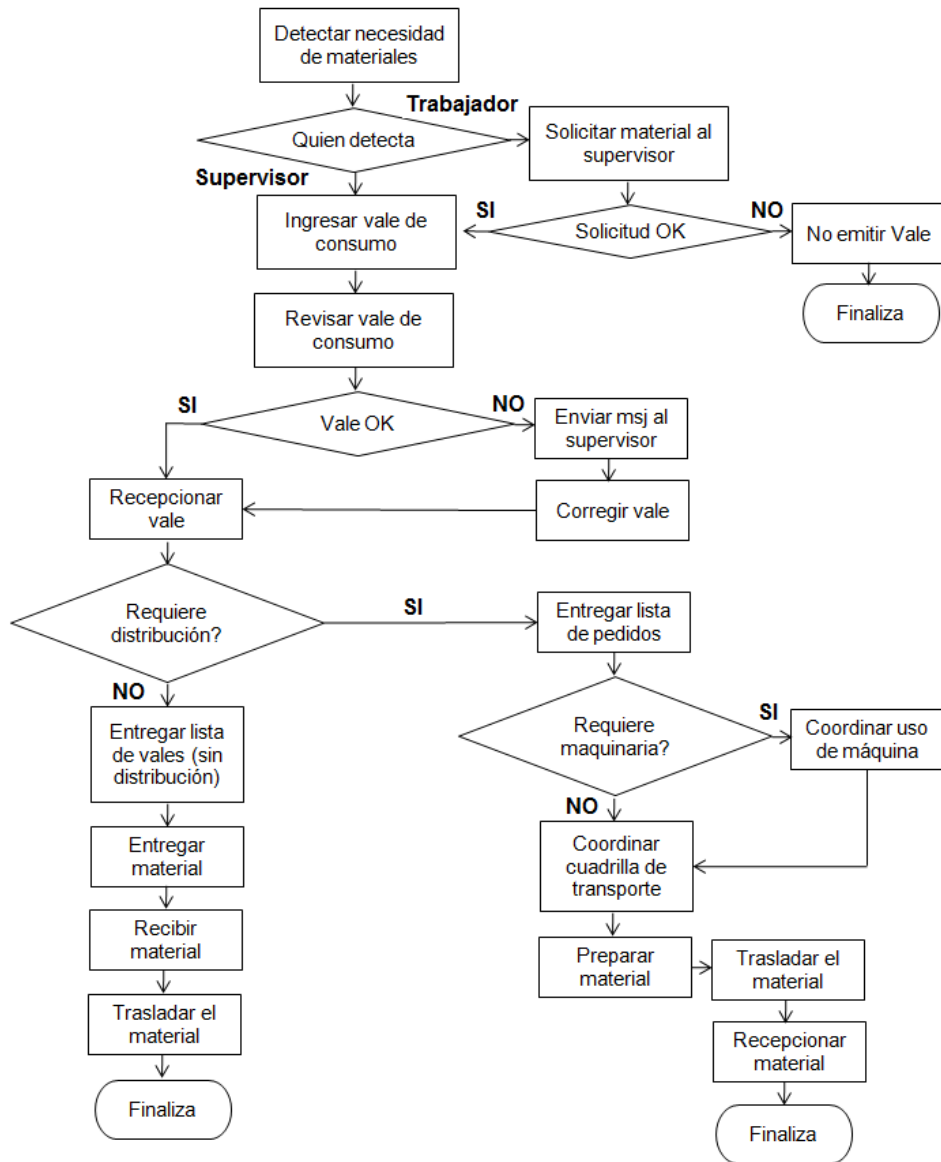 Detectar necesidad
de materiales
Trabajador
Quien detecta
Solicitar material al
supervisor
Supervisor
Ingresar vale de
consumo
SI
Solicitud OK
NO
No emitir Vale
Finaliza
Revisar vale de
consumo
SI
Vale OK
NO
Enviar msj al
supervisor
Recepcionar
vale
Corregir vale
Requiere
distribución?
SI
Entregar lista
de pedidos
NO
Entregar lista
de vales (sin
distribución)
Requiere
maquinaria?
SI
Coordinar uso
de máquina
NO
Coordinar
cuadrilla de
transporte
Entregar
material
Recibir
material
Preparar
material
Trasladar el
material
Trasladar el
material
Recepcionar
material
Finaliza
Finaliza